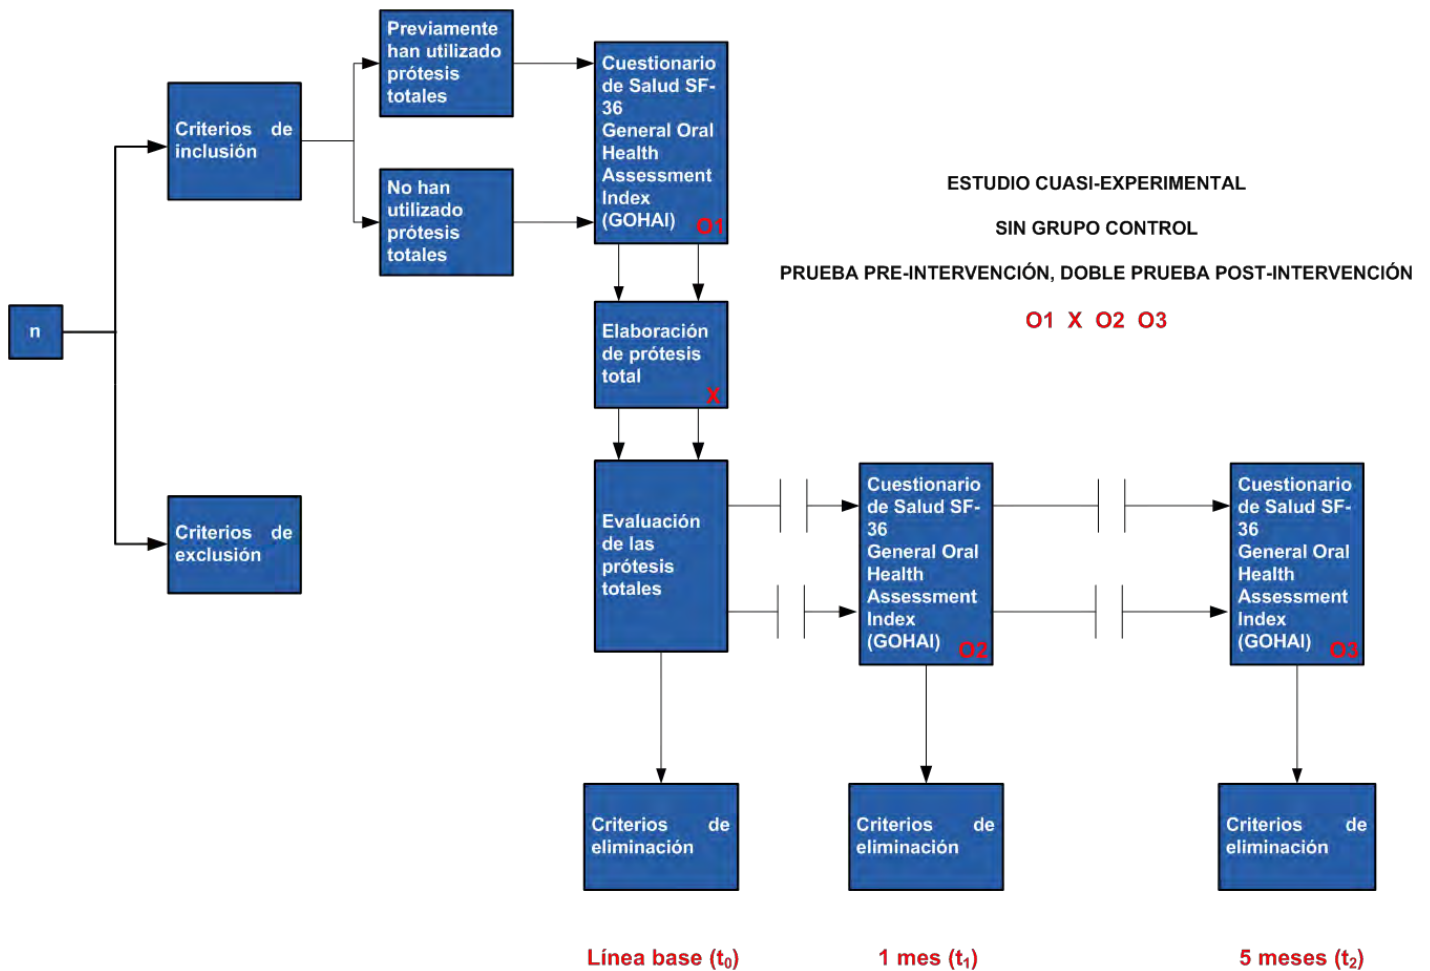 Previamente
han utilizado
prótesis
totales
Cuestionario
de Salud SF-
36
General Oral
Health
Assessment
Index
(GOHAI)
O1
Criterios de
inclusión
No han
utilizado
prótesis
totales
ESTUDIO CUASI-EXPERIMENTAL
SIN GRUPO CONTROL
PRUEBA PRE-INTERVENCIÓN, DOBLE PRUEBA POST-INTERVENCIÓN
O1 X O2 O3
n
Elaboración
de prótesis
total
X
Criterios de
exclusión
Evaluación
de las
prótesis
totales
Cuestionario
de Salud SF-
36
General Oral
Health
Assessment
Index
(GOHAI)
O2
Cuestionario
de Salud SF-
36
General Oral
Health
Assessment
Index
(GOHAI)
O3
Criterios de
eliminación
Criterios de
eliminación
Criterios de
eliminación
Línea base (t₀)
1 mes (t₁)
5 meses (t₂)